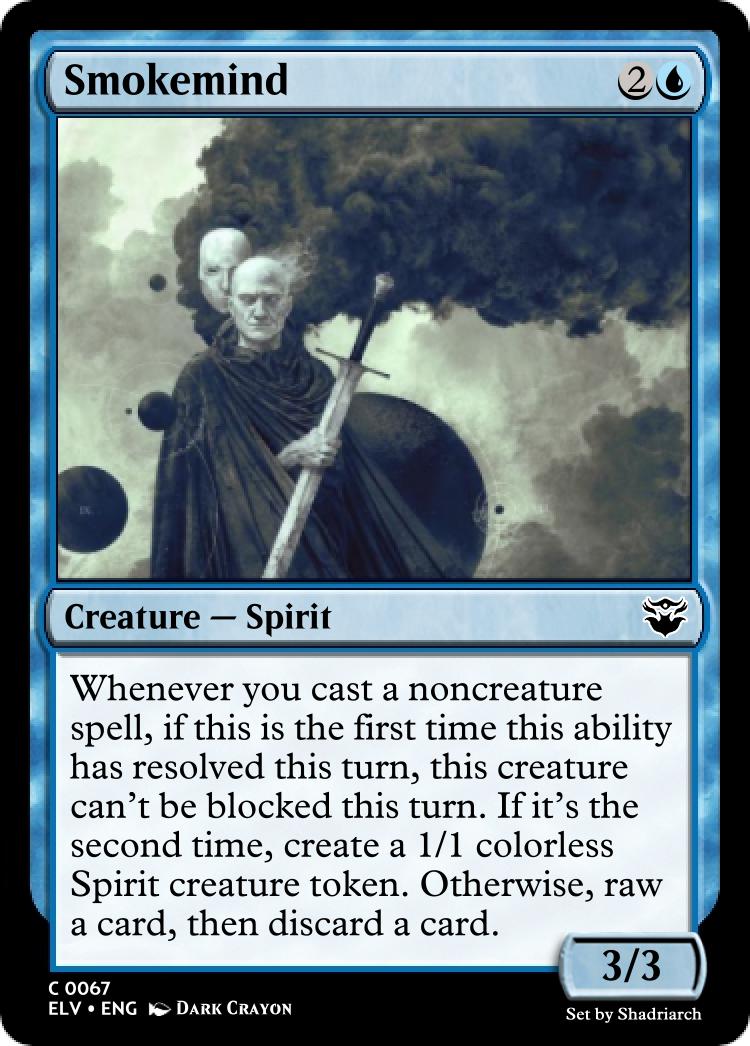 Smokemind
2
Creature — Spirit
Whenever you cast a noncreature
spell, if this is the first time this ability
has resolved this turn, this creature
can't be blocked this turn. If it's the
second time, create a 1/1 colorless
Spirit creature token. Otherwise, raw
a card, then discard a card.
3/3
C 0067
ELV • ENG DARK CRAYON
Set by Shadriarch